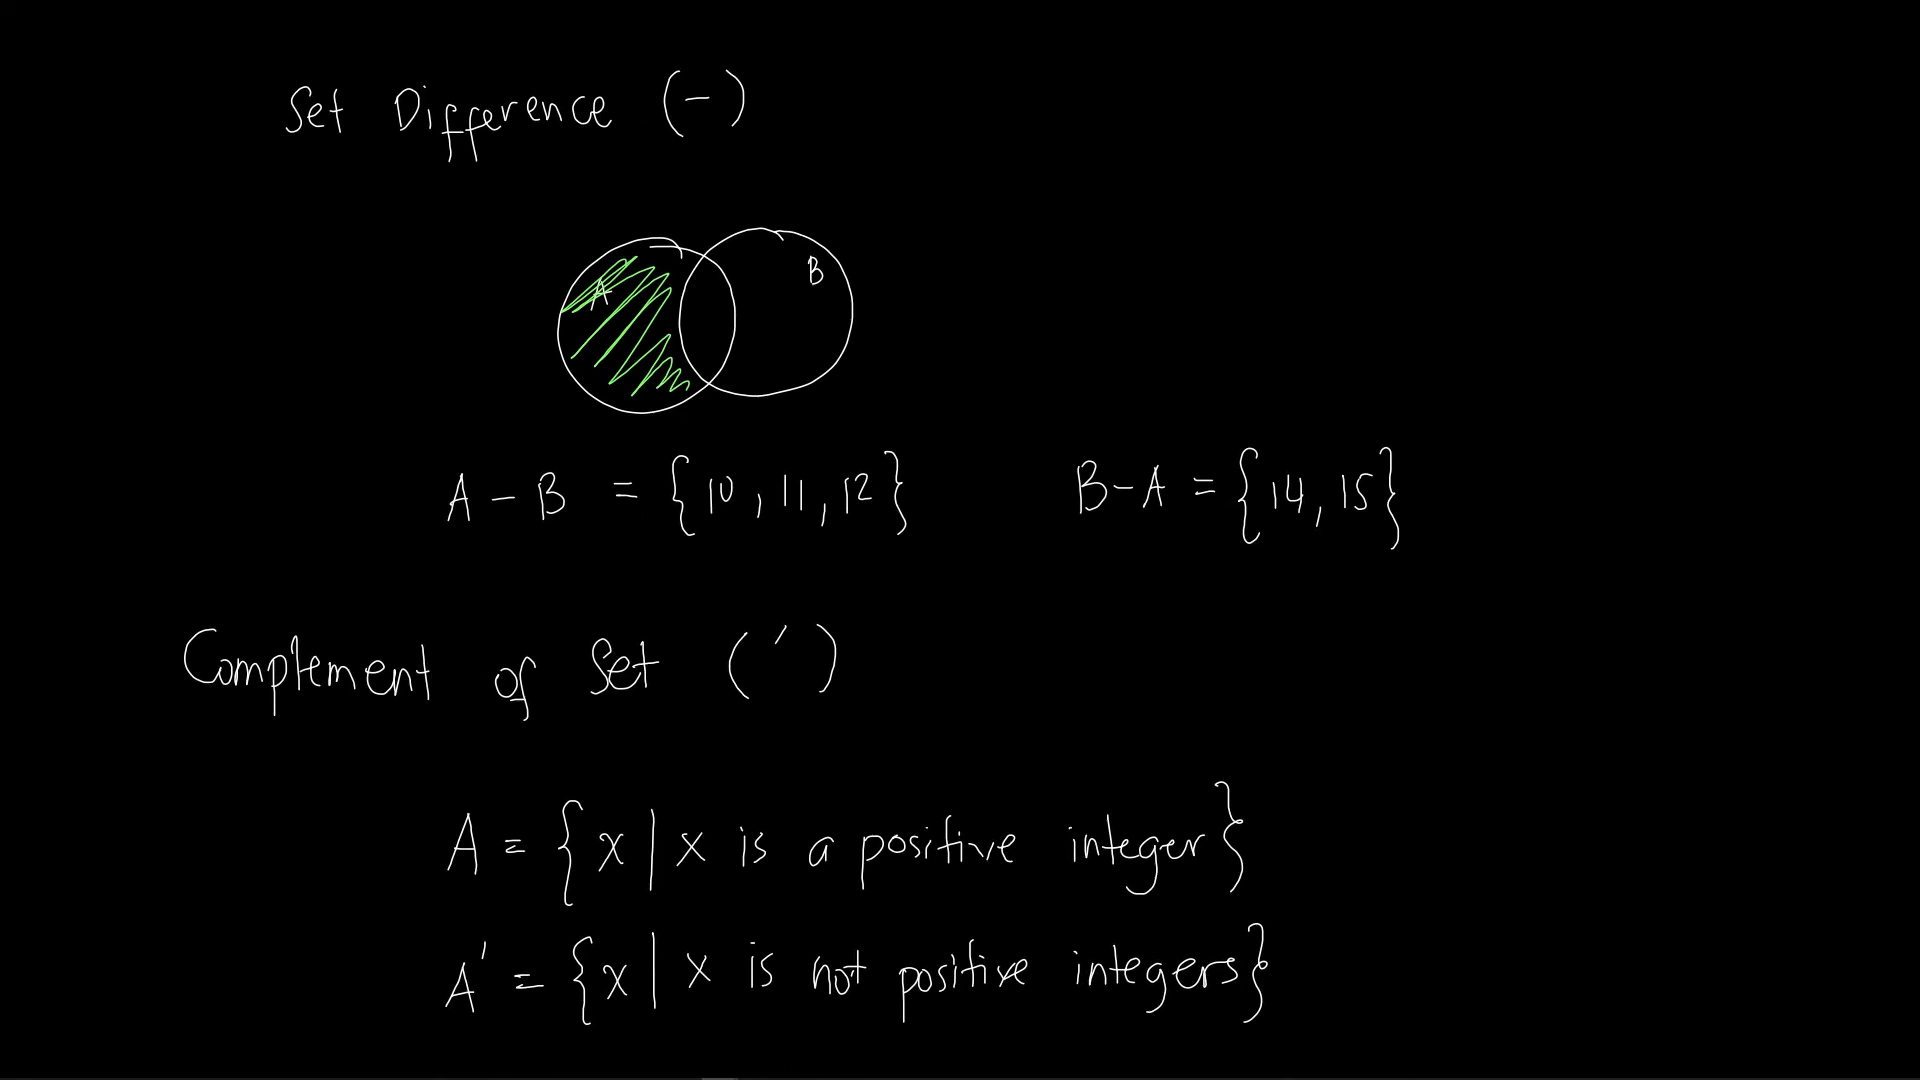 Set Difference (-)
A B
A - B = {10, 11, 12} B-A = {14, 15}
Complement of Set (')
A = {x | x is a positive integer}
A' = {x | x is not positive integers}